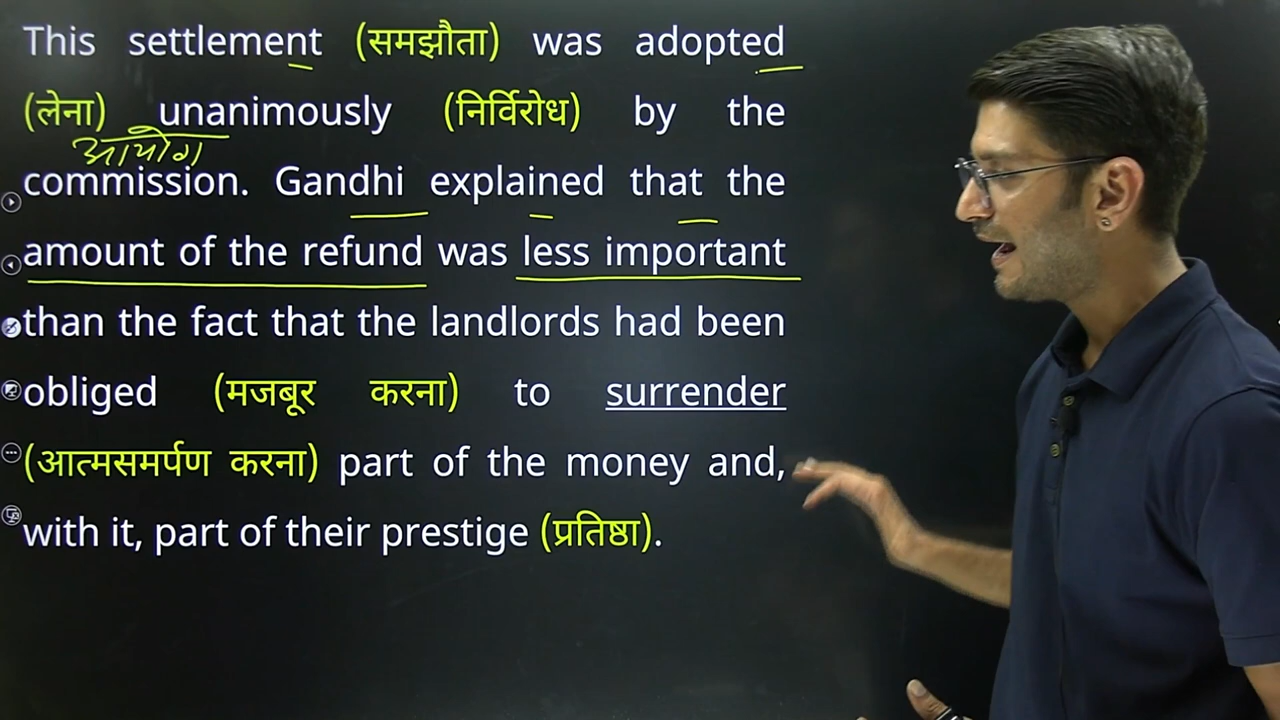 This settlement (समझौता) was adopted
(लेना) unanimously (निर्विरोध) by the
आयोग
commission. Gandhi explained that the
amount of the refund was less important
than the fact that the landlords had been
obliged (मजबूर करना) to surrender
(आत्मसमर्पण करना) part of the money and,
with it, part of their prestige (प्रतिष्ठा).